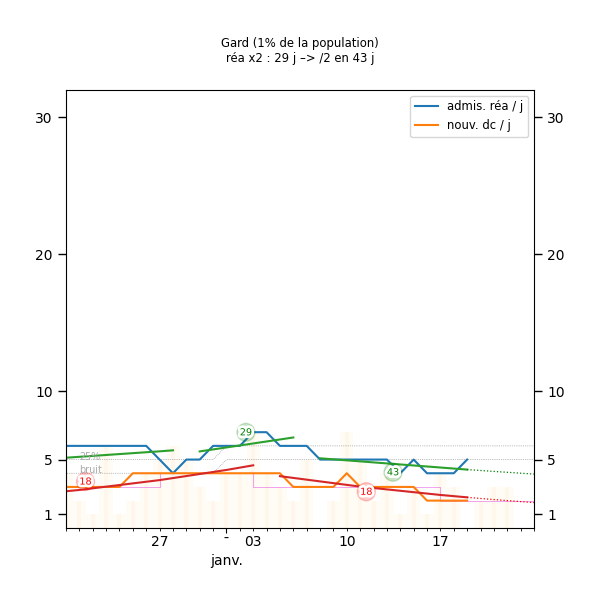 Gard (1% de la population)
réa x2 : 29 j –> /2 en 43 j
admis. réa / j
nouv. dc / j
30 30
20 20
10 10
29
25%
5 5
bruit
43
18
18
1 1
27 - 03 10 17
janv.